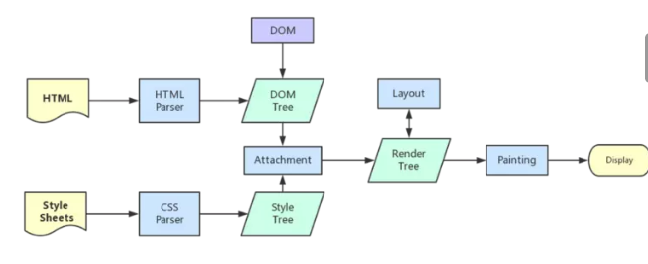 DOM
HTML
HTML
Parser
DOM
Tree
Layout
Attachment
Render
Tree
Painting
Display
Style
Sheets
CSS
Parser
Style
Tree